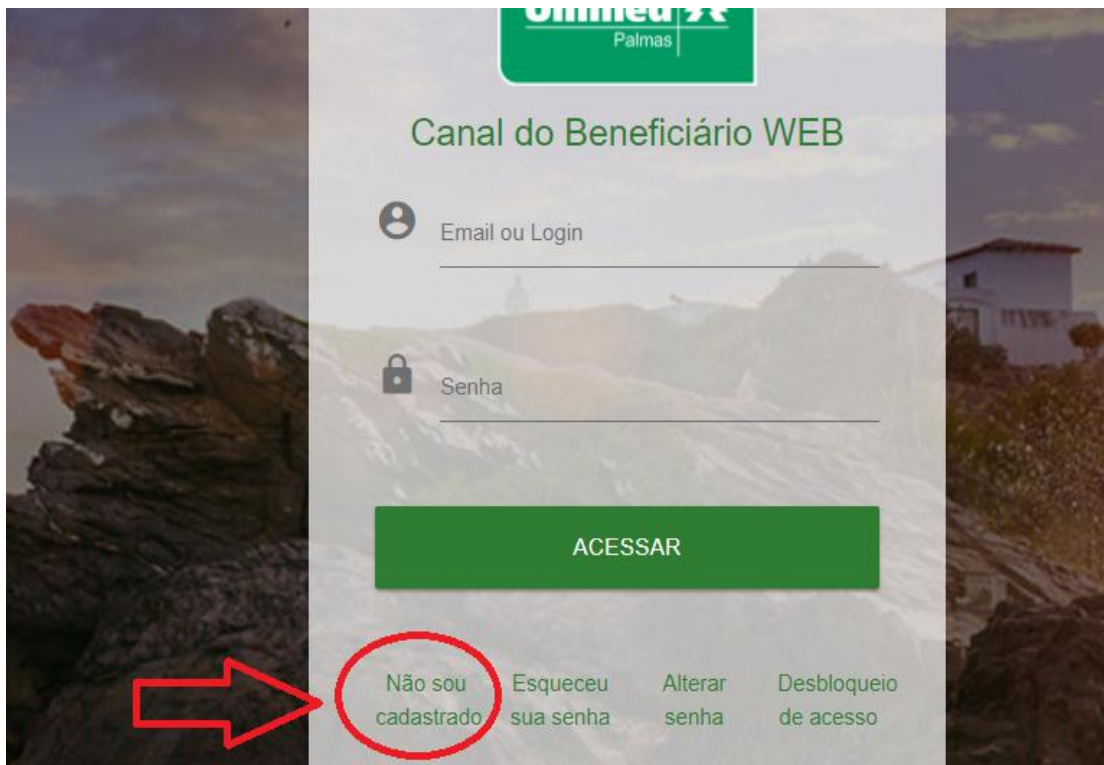 Unimed
Palmas
Canal do Beneficiário WEB
Email ou Login
Senha
ACESSAR
Não sou
cadastrado
Esqueceu
sua senha
Alterar
senha
Desbloqueio
de acesso